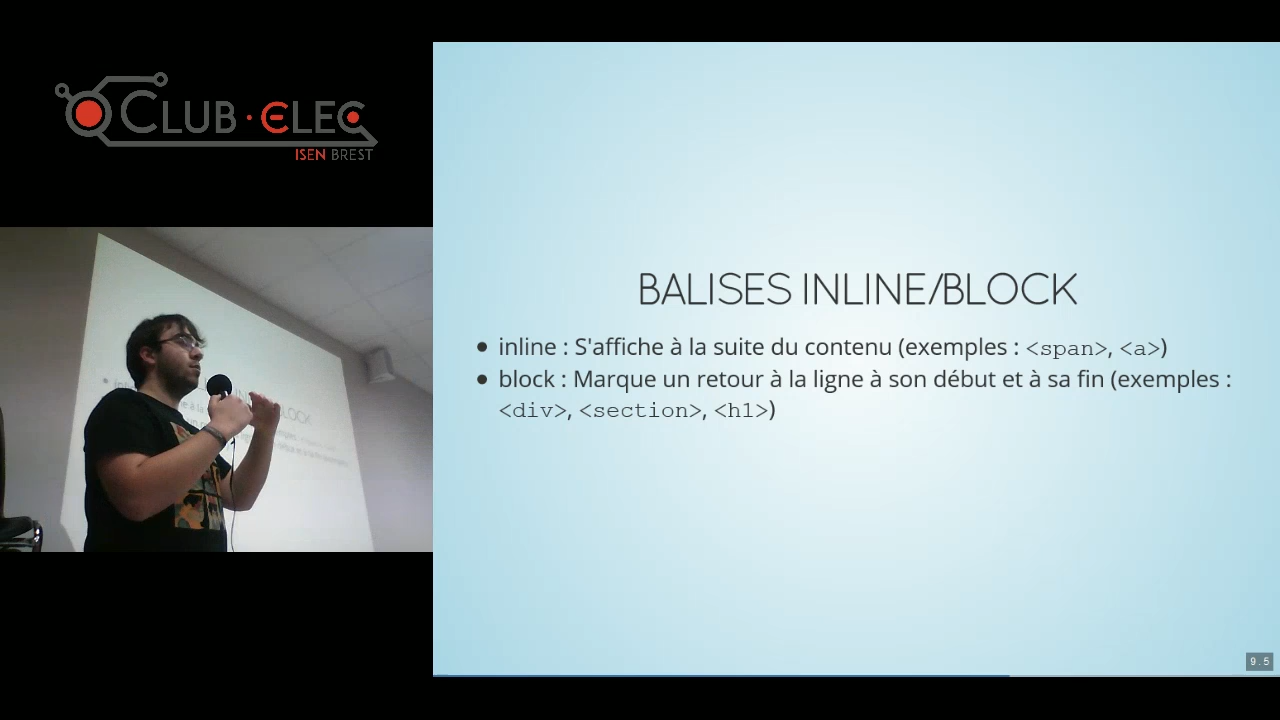 CLUB·ELEC
ISEN BREST
BALISES INLINE/BLOCK
• inline : S'affiche à la suite du contenu (exemples : <span>, <a>)
• block : Marque un retour à la ligne à son début et à sa fin (exemples :
<div>, <section>, <h1>)
9.5